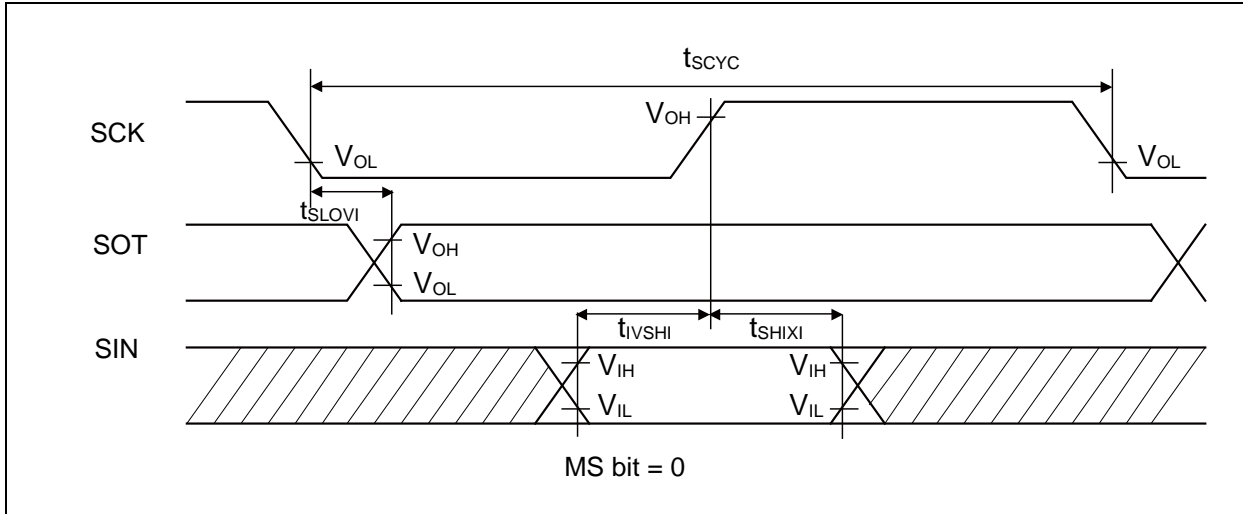 tSCYC
SCK
VOH
VOL
VOL
tSLOVI
SOT
VOH
VOL
tIVSHI
tSHIXI
SIN
VIH
VIH
VIL
VIL
MS bit = 0